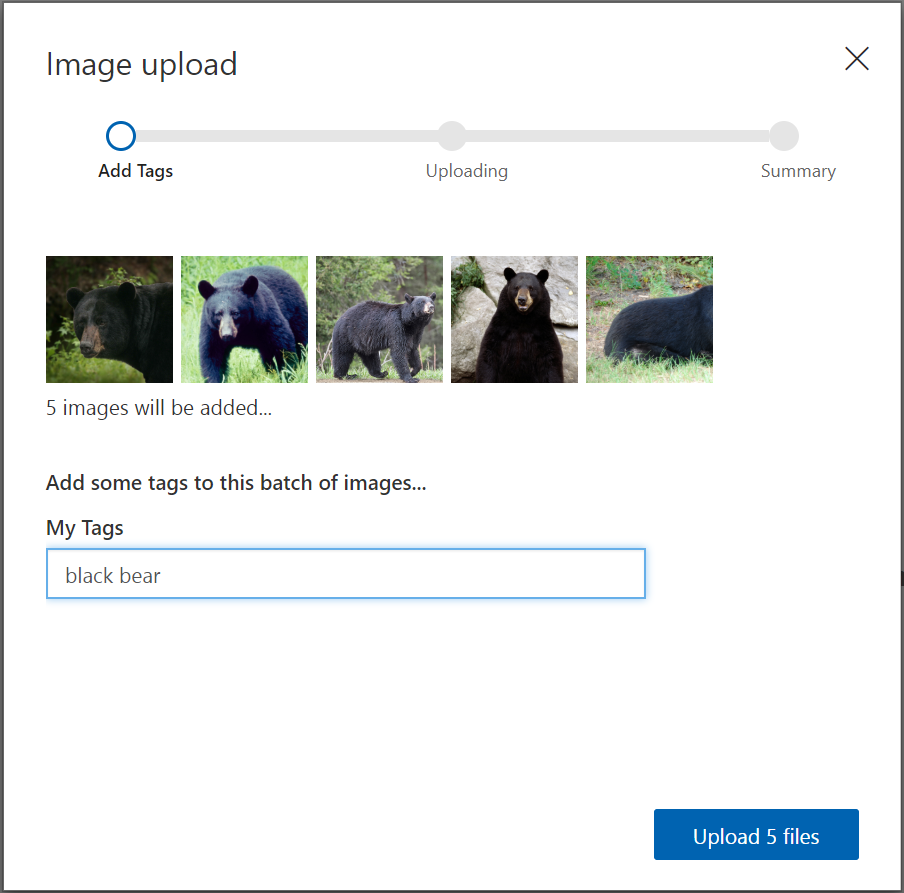 Image upload
Add Tags
Uploading
Summary
5 images will be added...
Add some tags to this batch of images...
My Tags
black bear
Upload 5 files